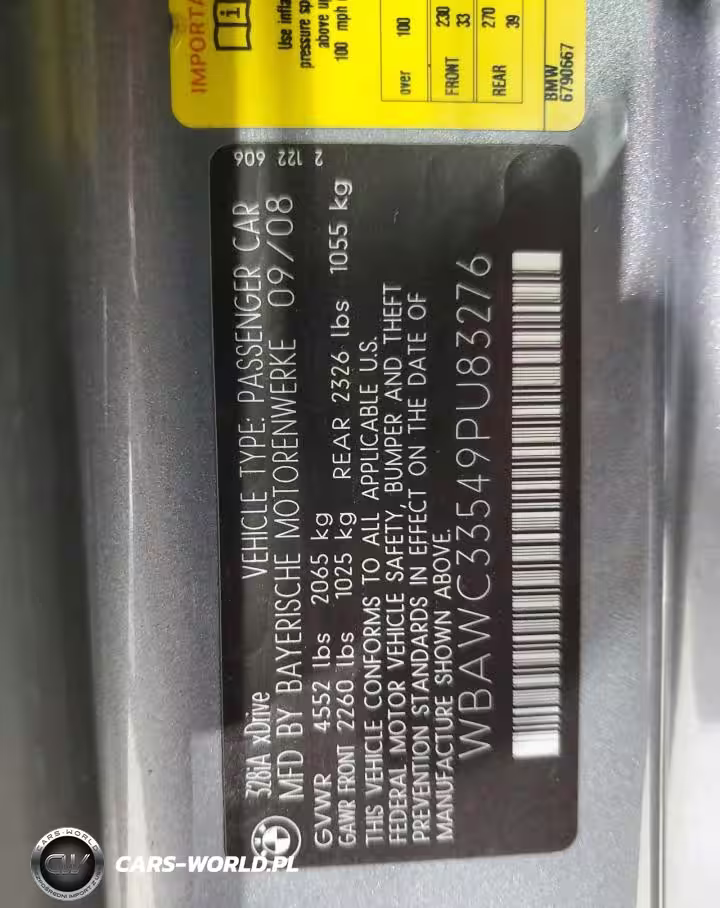 IMPORTA
i
Use infla
pressure sp
above up
100 mph
over 100
FRONT 230 33
REAR 270 39
BMW
6790667
2 122 606
328iA xDrive VEHICLE TYPE: PASSENGER CAR
MFD BY BAYERISCHE MOTORENWERKE 09/08
GVWR 4552 lbs 2065 kg
GAWR FRONT 2260 lbs 1025 kg REAR 2326 lbs 1055 kg
THIS VEHICLE CONFORMS TO ALL APPLICABLE U.S.
FEDERAL MOTOR VEHICLE SAFETY, BUMPER AND THEFT
PREVENTION STANDARDS IN EFFECT ON THE DATE OF
MANUFACTURE SHOWN ABOVE.
WBAWC33549PU83276
CARS-WORLD
CW
CARS-WORLD.PL